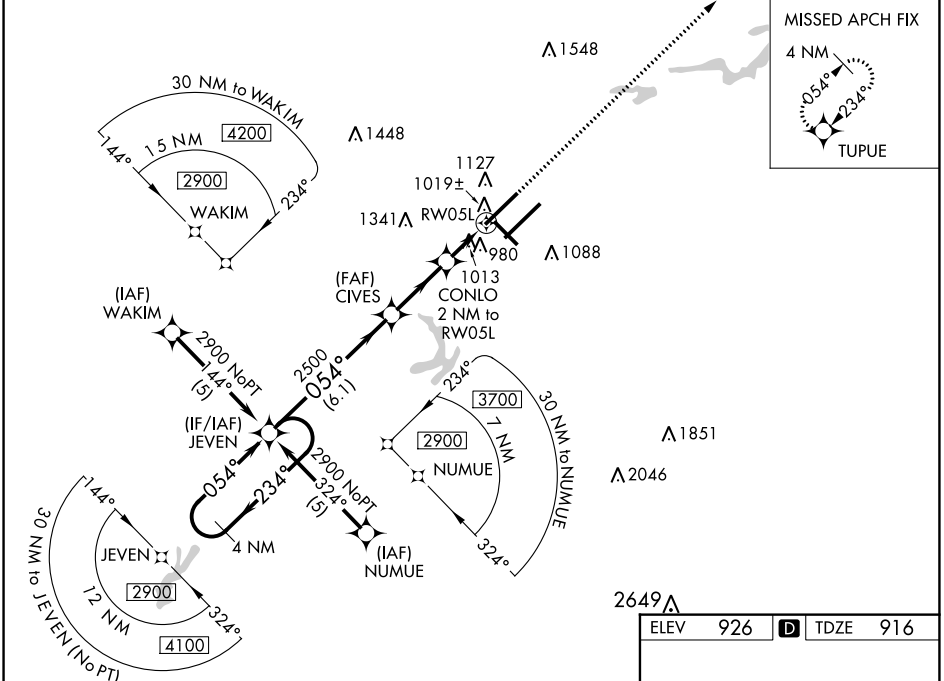 MISSED APCH FIX
4 NM
054°
234°
TUPUE
1548
30 NM to WAKIM
4200
144°
15 NM
2900
234°
WAKIM
1448
1127
1019±
1341
RW05L
980
1088
1013
(FAF)
CIVES
CONLO
2 NM to
RW05L
(IAF)
WAKIM
2900 NoPT
144°
(5)
2500
054°
(6.1)
(IF/IAF)
JEVEN
054°
234°
4 NM
2900 NoPT
324°
(5)
(IAF)
NUMUE
234°
3700
30 NM to NUMUE
7 NM
2900
NUMUE
324°
1851
2046
144°
30 NM to JEVEN (No PT)
JEVEN
2900
12 NM
324°
4100
2649
ELEV 926 D TDZE 916